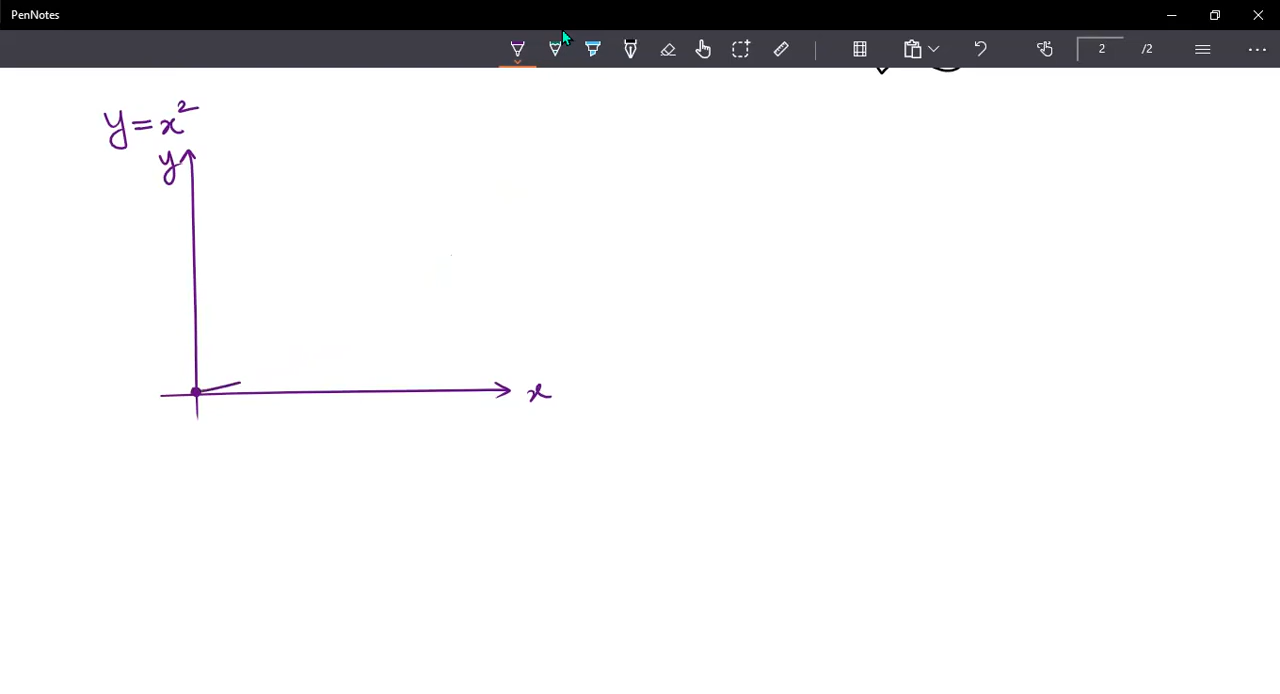 PenNotes
2 /2
y = x²
y
x